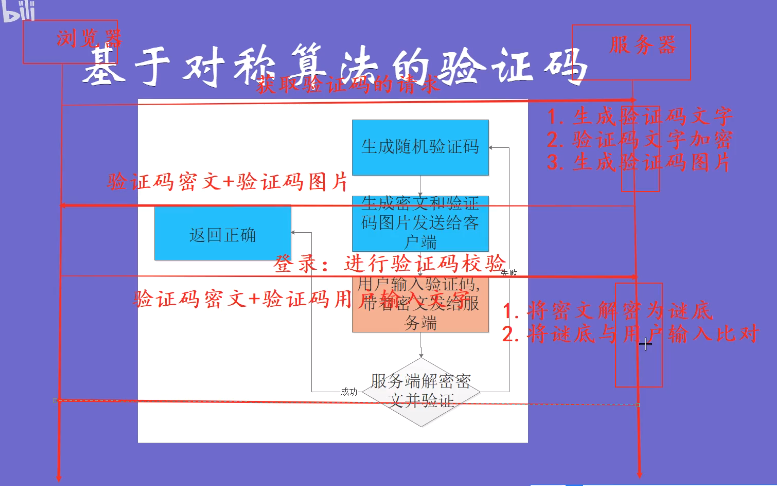 bili
浏览器
服务器
基于对称算法的验证码
获取验证码的请求
1.生成验证码文字
2.验证码文字加密
3.生成验证码图片
生成随机验证码
验证码密文+验证码图片
生成密文和验证
码图片发送给客
户端
返回正确
登录：进行验证码校验
失败
用户输入验证码,
带着密文发给服
务端
验证码密文+验证码用户输入文字
1.将密文解密为谜底
2.将谜底与用户输入比对
成功
服务端解密密
文并验证